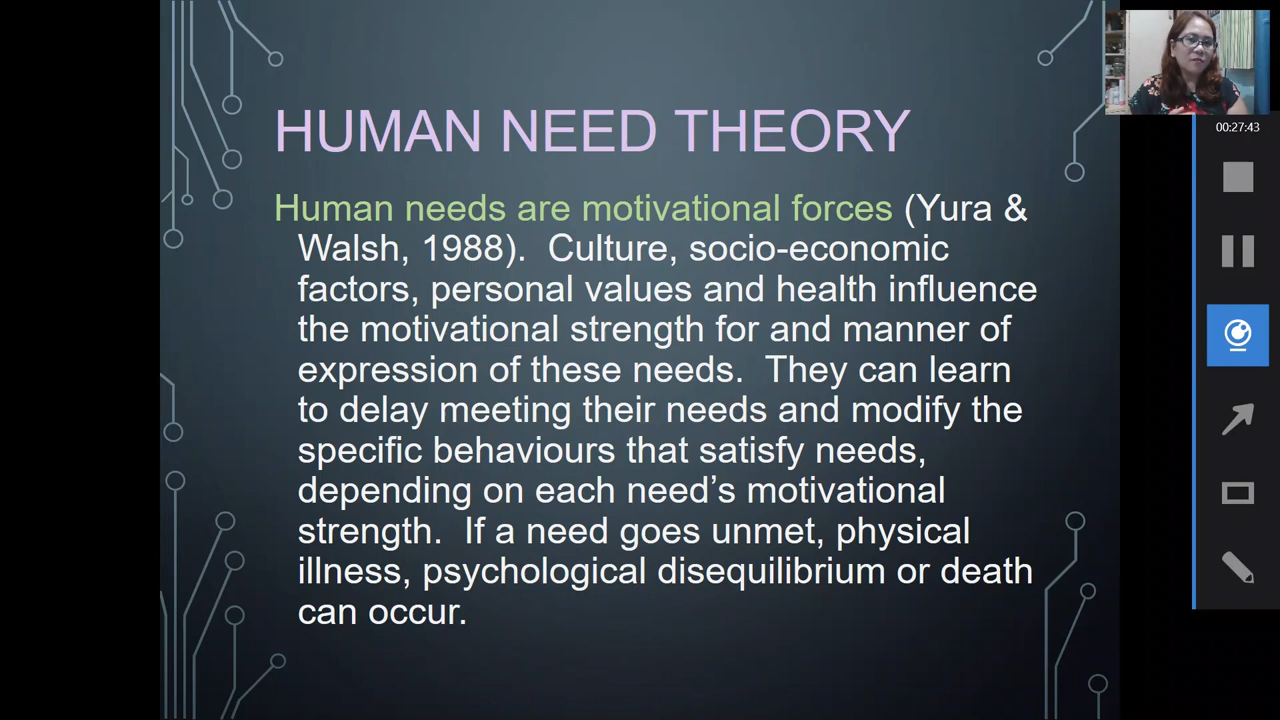 HUMAN NEED THEORY
Human needs are motivational forces (Yura &
Walsh, 1988).  Culture, socio-economic
factors, personal values and health influence
the motivational strength for and manner of
expression of these needs.  They can learn
to delay meeting their needs and modify the
specific behaviours that satisfy needs,
depending on each need’s motivational
strength.  If a need goes unmet, physical
illness, psychological disequilibrium or death
can occur.
00:27:43